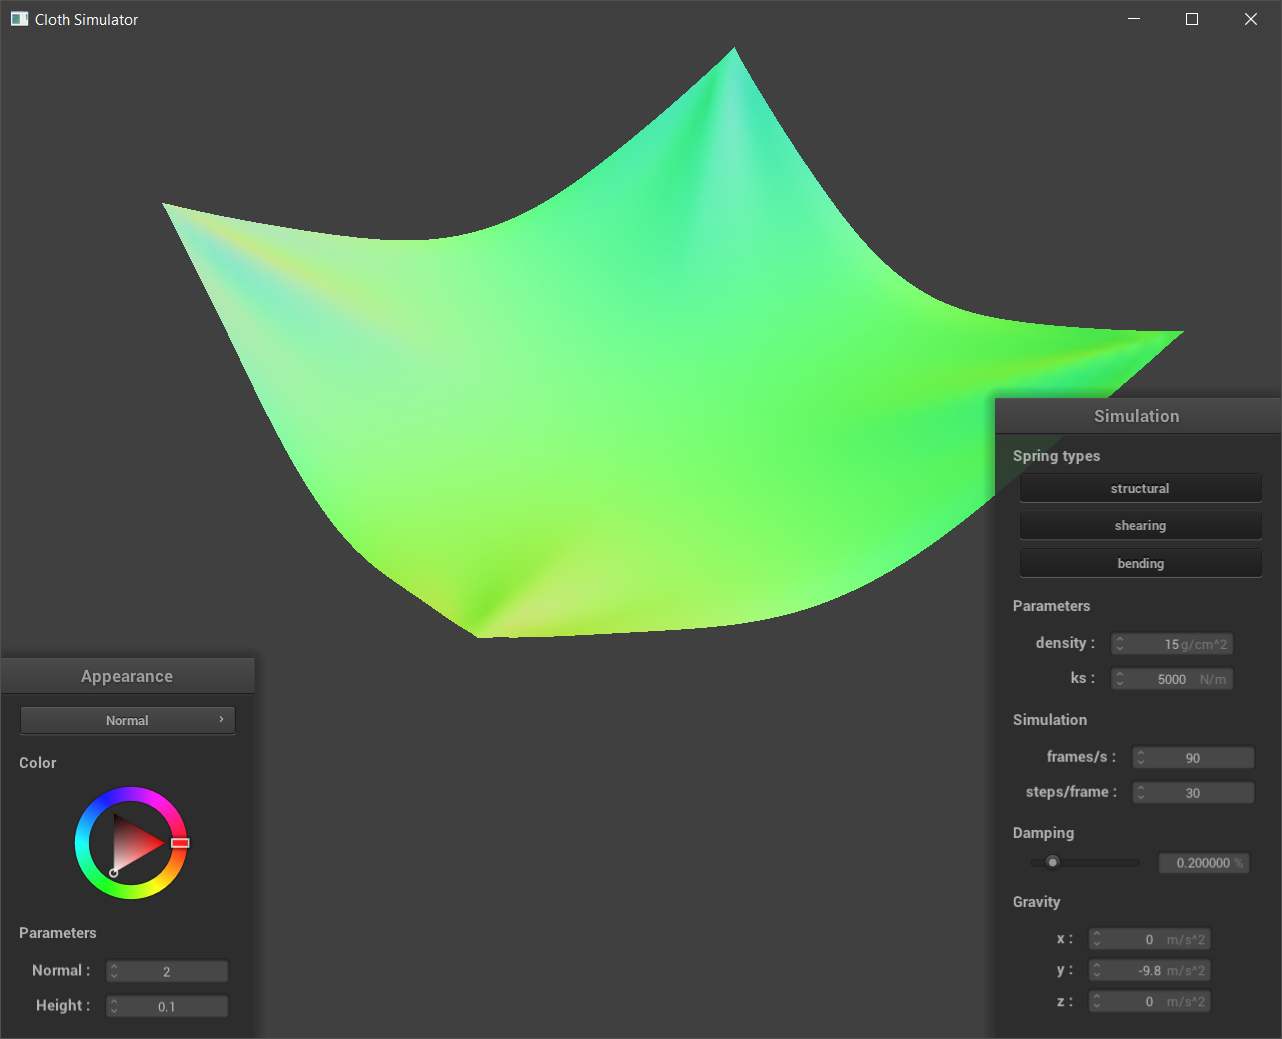 Cloth Simulator
Simulation
Spring types
structural
shearing
bending
Parameters
density : 15 g/cm^2
ks : 5000 N/m
Simulation
frames/s : 90
steps/frame : 30
Damping
0.200000 %
Gravity
x : 0 m/s^2
y : -9.8 m/s^2
z : 0 m/s^2
Appearance
Normal
Color
Parameters
Normal : 2
Height : 0.1